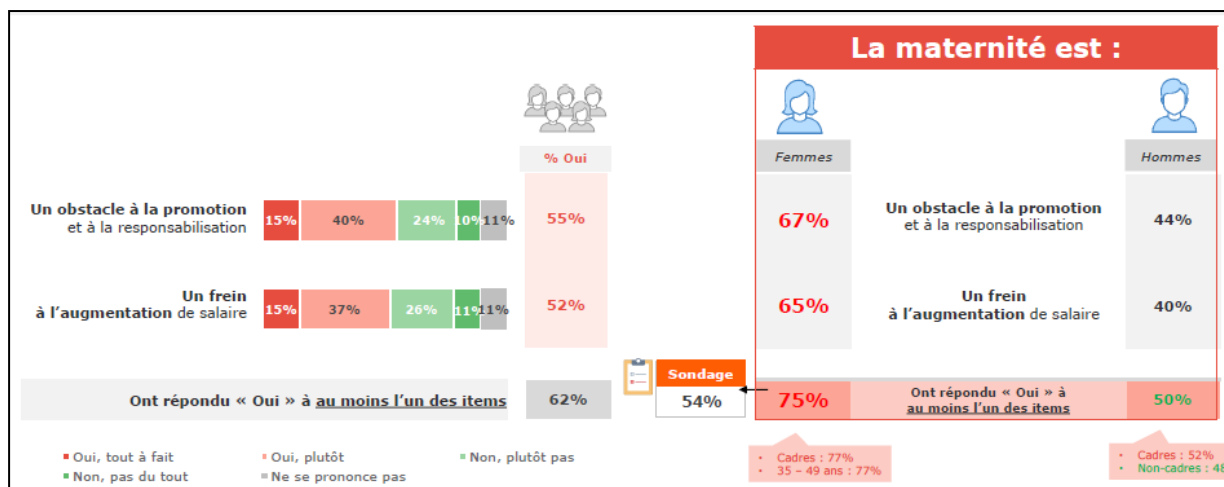 La maternité est :
% Oui
Femmes
Hommes
Un obstacle à la promotion
et à la responsabilisation
15% 40% 24% 10% 11%
55%
67%
Un obstacle à la promotion
et à la responsabilisation
44%
Un frein
à l'augmentation de salaire
15% 37% 26% 11% 11%
52%
65%
Un frein
à l'augmentation de salaire
40%
Ont répondu « Oui » à au moins l'un des items
62%
Sondage
54%
75%
Ont répondu « Oui » à
au moins l'un des items
50%
Oui, tout à fait
Oui, plutôt
Non, plutôt pas
Non, pas du tout
Ne se prononce pas
• Cadres : 77%
• 35 – 49 ans : 77%
• Cadres : 52%
• Non-cadres : 48